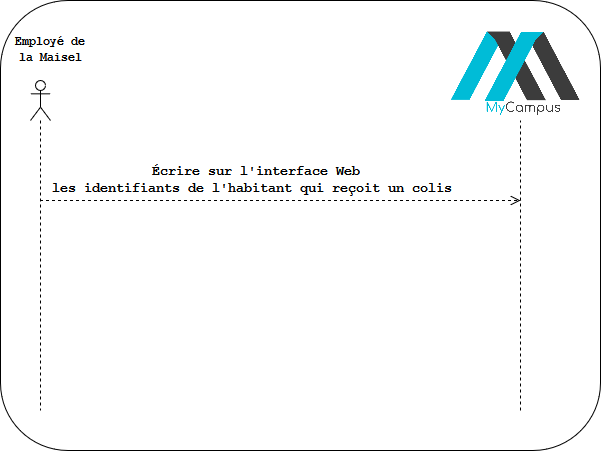 Employé de
la Maisel
MyCampus
Écrire sur l'interface Web
les identifiants de l'habitant qui reçoit un colis